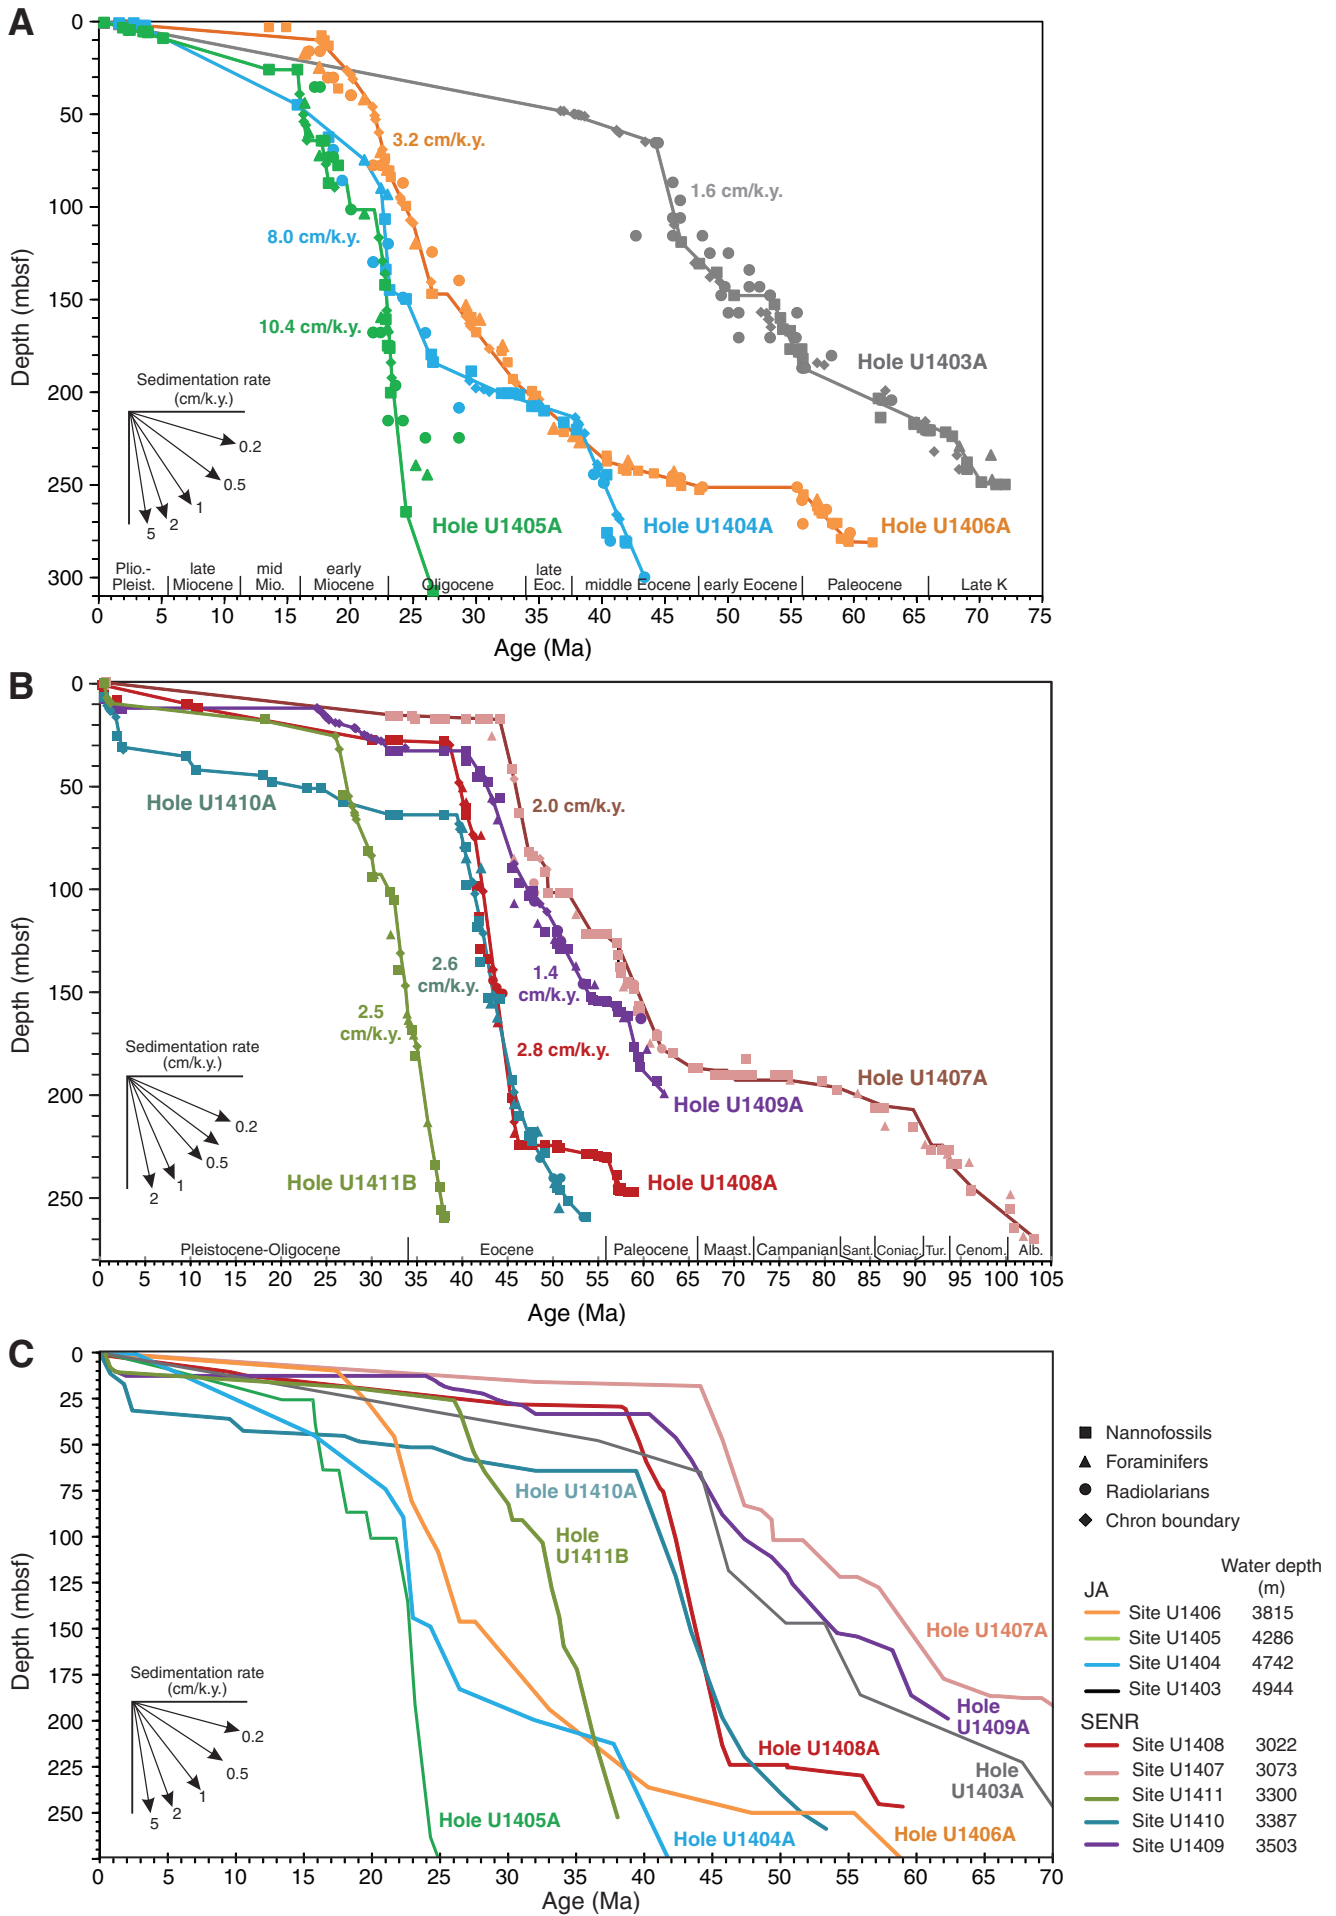 A
0
50
100
150
200
250
300
Depth (mbsf)
3.2 cm/k.y.
1.6 cm/k.y.
8.0 cm/k.y.
10.4 cm/k.y.
Hole U1403A
Sedimentation rate
(cm/k.y.)
0.2
0.5
1
2
5
Hole U1405A
Hole U1404A
Hole U1406A
Plio.-
Pleist.
late
Miocene
mid
Mio.
early
Miocene
Oligocene
late
Eoc.
middle Eocene
early Eocene
Paleocene
Late K
0 5 10 15 20 25 30 35 40 45 50 55 60 65 70 75
Age (Ma)
B
0
50
100
150
200
250
Depth (mbsf)
Hole U1410A
2.0 cm/k.y.
2.6
cm/k.y.
1.4
cm/k.y.
2.5
cm/k.y.
2.8 cm/k.y.
Hole U1407A
Hole U1409A
Sedimentation rate
(cm/k.y.)
0.2
0.5
1
2
Hole U1411B
Hole U1408A
Pleistocene-Oligocene
Eocene
Paleocene
Maast.
Campanian
Sant.
Coniac.
Tur.
Cenom.
Alb.
0 5 10 15 20 25 30 35 40 45 50 55 60 65 70 75 80 85 90 95 100 105
Age (Ma)
C
0
25
50
75
100
125
150
175
200
225
250
Depth (mbsf)
Hole U1410A
Hole
U1411B
Hole U1407A
Hole
U1409A
Hole U1408A
Hole
U1403A
Sedimentation rate
(cm/k.y.)
0.2
0.5
1
2
5
Hole U1405A
Hole U1404A
Hole U1406A
0 5 10 15 20 25 30 35 40 45 50 55 60 65 70
Age (Ma)
Nannofossils
Foraminifers
Radiolarians
Chron boundary
Water depth
(m)
JA
Site U1406 3815
Site U1405 4286
Site U1404 4742
Site U1403 4944
SENR
Site U1408 3022
Site U1407 3073
Site U1411 3300
Site U1410 3387
Site U1409 3503